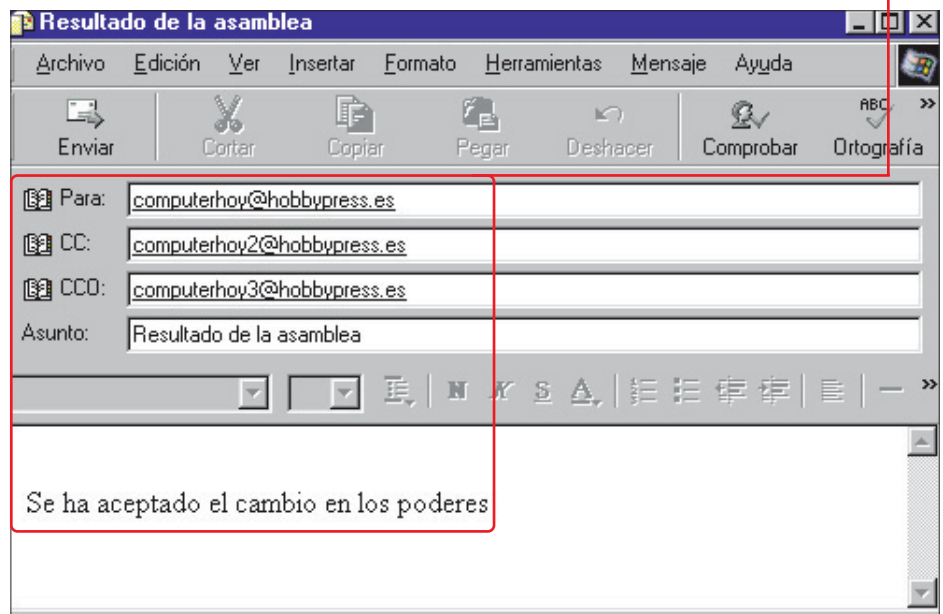 Resultado de la asamblea
Archivo Edición Ver Insertar Formato Herramientas Mensaje Ayuda
ABC »
Enviar Cortar Copiar Pegar Deshacer Comprobar Ortografía
Para: computerhoy@hobbypress.es
CC: computerhoy2@hobbypress.es
CCO: computerhoy3@hobbypress.es
Asunto: Resultado de la asamblea
N K S A »
Se ha aceptado el cambio en los poderes